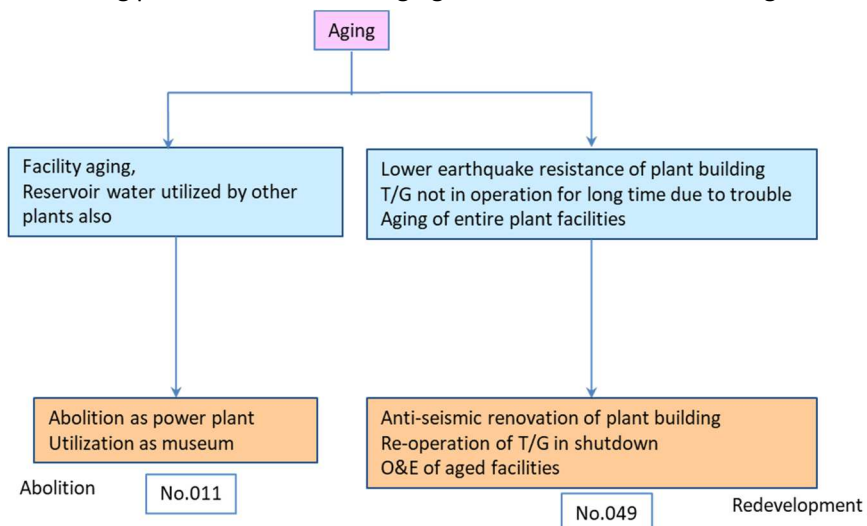 Aging
Facility aging,
Reservoir water utilized by other
plants also
Lower earthquake resistance of plant building
T/G not in operation for long time due to trouble
Aging of entire plant facilities
Abolition as power plant
Utilization as museum
Anti-seismic renovation of plant building
Re-operation of T/G in shutdown
O&E of aged facilities
Abolition
No.011
No.049
Redevelopment